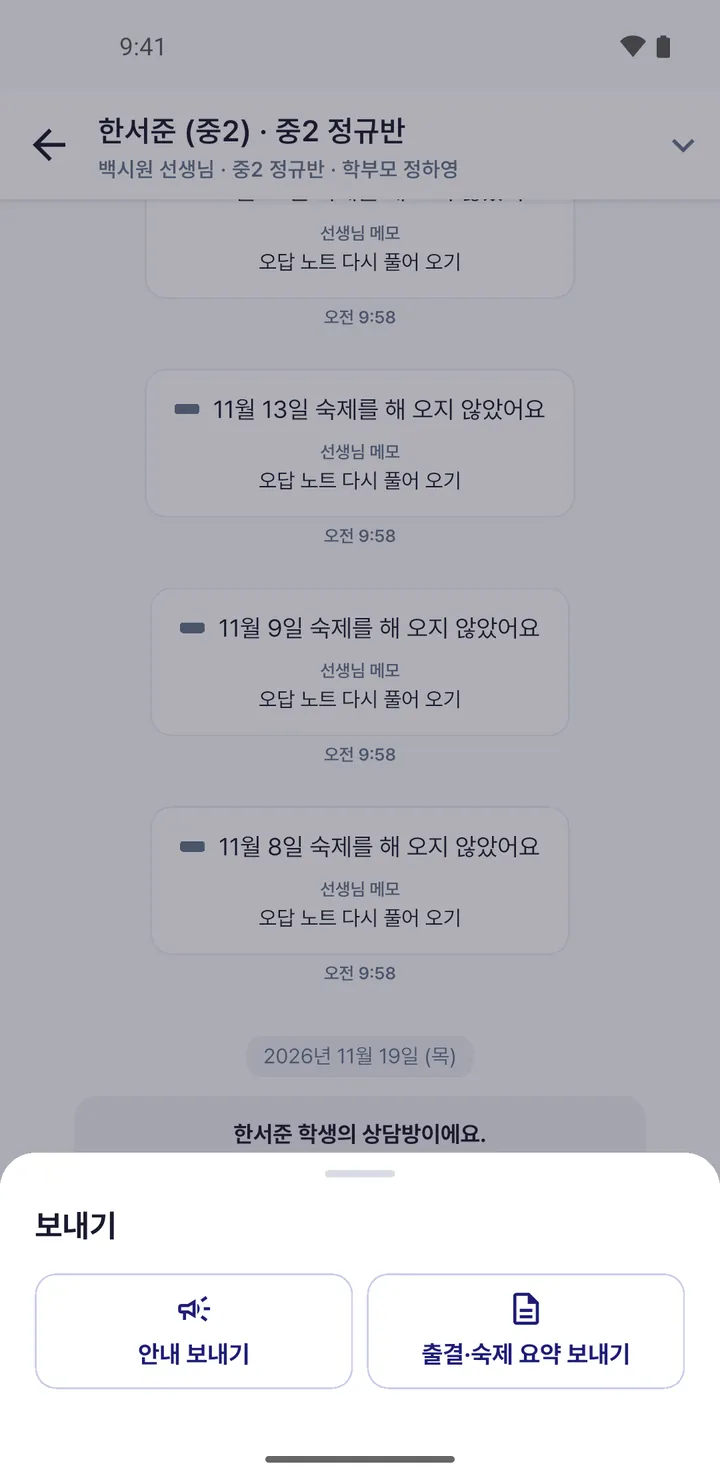 9:41
한서준 (중2) · 중2 정규반
백시원 선생님 · 중2 정규반 · 학부모 정하영
선생님 메모
오답 노트 다시 풀어 오기
오전 9:58
11월 13일 숙제를 해 오지 않았어요
선생님 메모
오답 노트 다시 풀어 오기
오전 9:58
11월 9일 숙제를 해 오지 않았어요
선생님 메모
오답 노트 다시 풀어 오기
오전 9:58
11월 8일 숙제를 해 오지 않았어요
선생님 메모
오답 노트 다시 풀어 오기
오전 9:58
2026년 11월 19일 (목)
한서준 학생의 상담방이에요.
보내기
안내 보내기
출결·숙제 요약 보내기